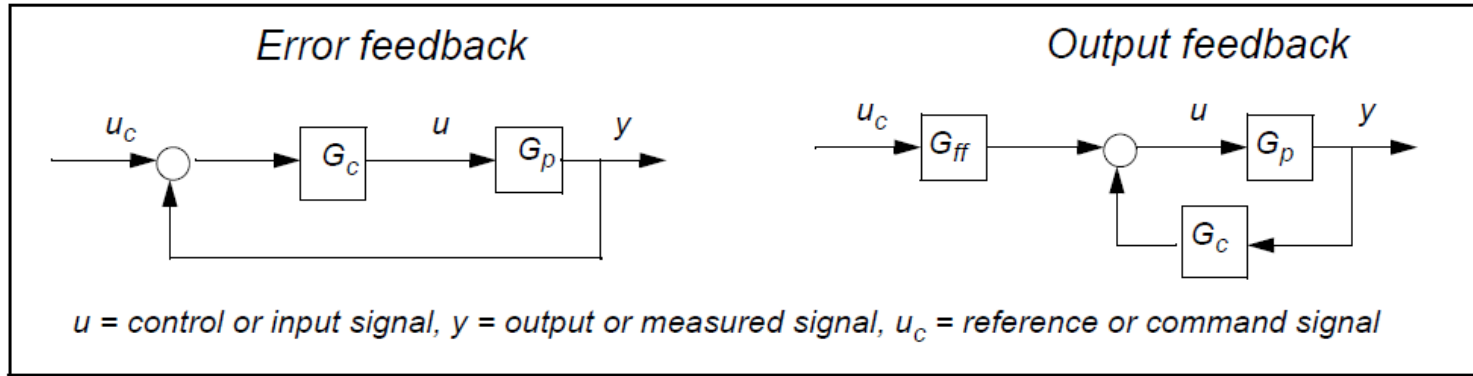 Error feedback
Output feedback
u_c
G_c
u
G_p
y
u_c
G_ff
u
G_p
y
G_c
u = control or input signal, y = output or measured signal, u_c = reference or command signal